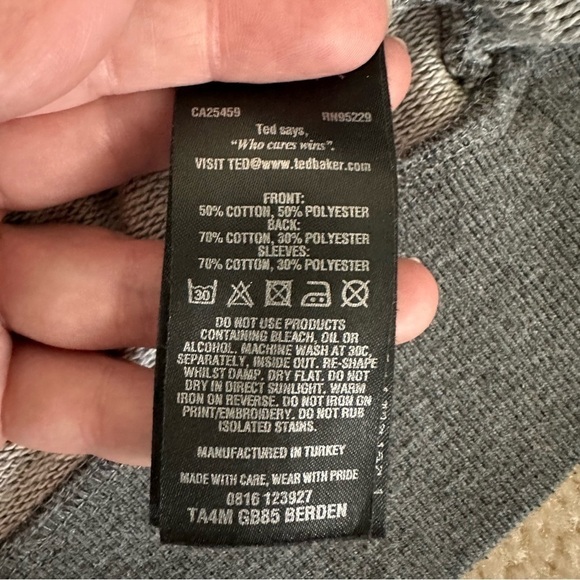 CA25459 RN95229
Ted says,
"Who cares wins".
VISIT TED@www.tedbaker.com
FRONT:
50% COTTON, 50% POLYESTER
BACK:
70% COTTON, 30% POLYESTER
SLEEVES:
70% COTTON, 30% POLYESTER
30
DO NOT USE PRODUCTS
CONTAINING BLEACH, OIL OR
ALCOHOL. MACHINE WASH AT 30C,
SEPARATELY, INSIDE OUT. RE-SHAPE
WHILST DAMP. DRY FLAT. DO NOT
DRY IN DIRECT SUNLIGHT. WARM
IRON ON REVERSE. DO NOT IRON ON
PRINT/EMBROIDERY. DO NOT RUB
ISOLATED STAINS.
MANUFACTURED IN TURKEY
MADE WITH CARE, WEAR WITH PRIDE
0816 123927
TA4M GB85 BERDEN